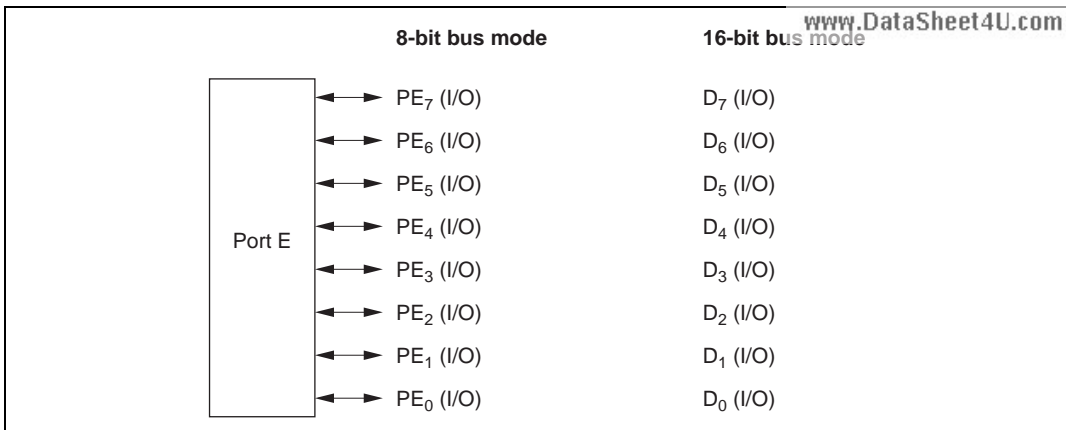 www.DataSheet4U.com
8-bit bus mode 16-bit bus mode
PE₇ (I/O) D₇ (I/O)
PE₆ (I/O) D₆ (I/O)
PE₅ (I/O) D₅ (I/O)
PE₄ (I/O) D₄ (I/O)
Port E
PE₃ (I/O) D₃ (I/O)
PE₂ (I/O) D₂ (I/O)
PE₁ (I/O) D₁ (I/O)
PE₀ (I/O) D₀ (I/O)